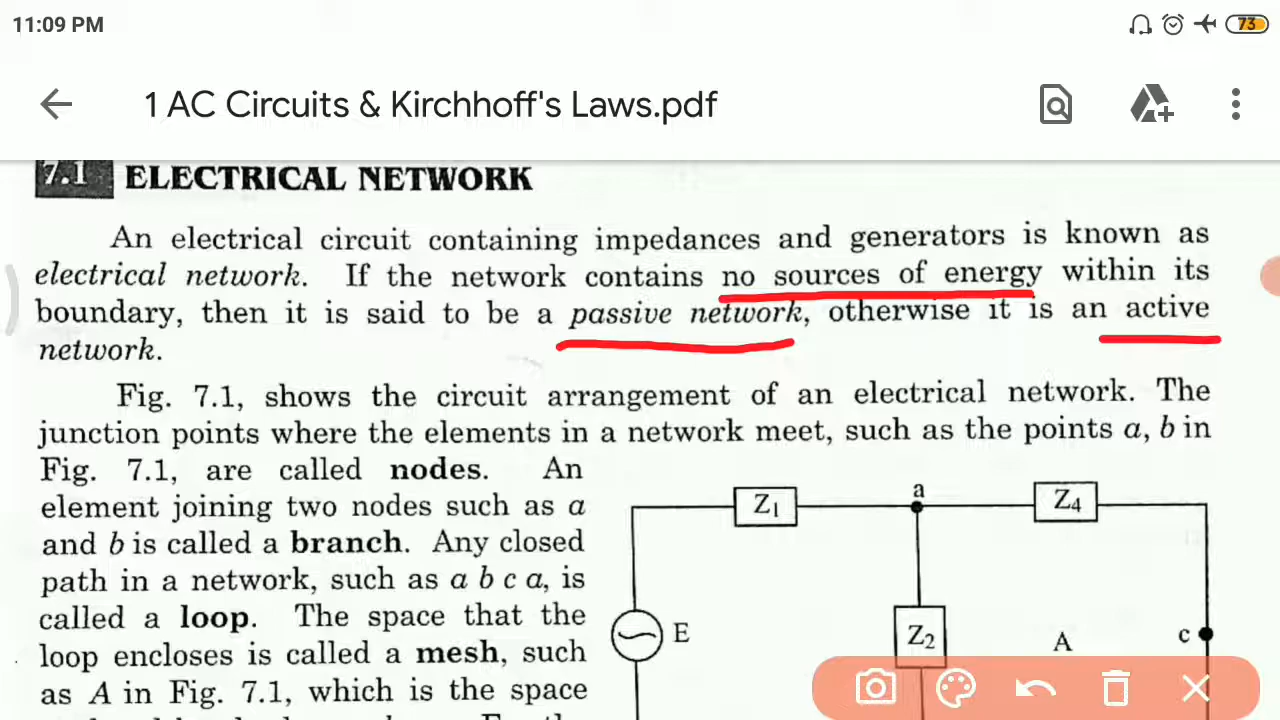 11:09 PM
73
1 AC Circuits & Kirchhoff's Laws.pdf
7.1 ELECTRICAL NETWORK
An electrical circuit containing impedances and generators is known as
electrical network. If the network contains no sources of energy within its
boundary, then it is said to be a passive network, otherwise it is an active
network.
Fig. 7.1, shows the circuit arrangement of an electrical network. The
junction points where the elements in a network meet, such as the points a, b in
Fig. 7.1, are called nodes. An
element joining two nodes such as a
and b is called a branch. Any closed
path in a network, such as a b c a, is
called a loop. The space that the
loop encloses is called a mesh, such
as A in Fig. 7.1, which is the space
Z1
a
Z4
E
Z2
A
c